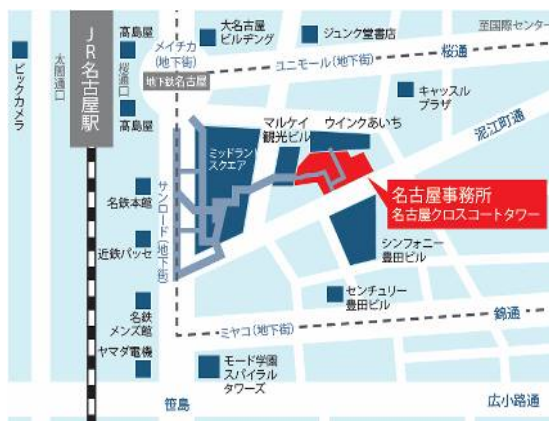 JR名古屋駅
ビックカメラ
太閤通口
髙島屋
桜通口
髙島屋
メイチカ(地下街)
地下鉄名古屋
大名古屋
ビルヂング
ジュンク堂書店
至国際センター
桜通
ユニモール(地下街)
キャッスル
プラザ
泥江町通
マルケイ
観光ビル
ウインクあいち
ミッドランド
スクエア
名古屋事務所
名古屋クロスコートタワー
名鉄本館
サンロード(地下街)
近鉄パッセ
シンフォニー
豊田ビル
センチュリー
豊田ビル
名鉄
メンズ館
錦通
ミヤコ(地下街)
ヤマダ電機
モード学園
スパイラル
タワーズ
笹島
広小路通